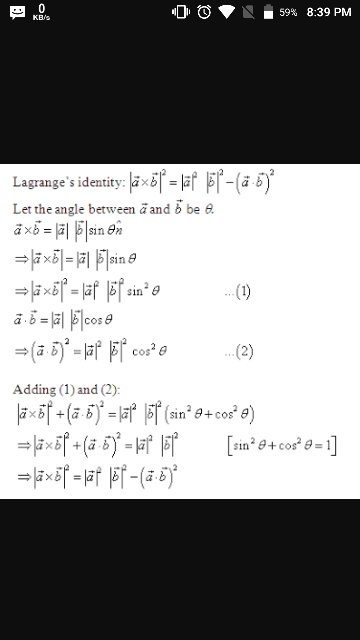 0 KB/s 59% 8:39 PM
Lagrange's identity: |a⃗×b⃗|² = |a⃗|² |b⃗|² − (a⃗·b⃗)²
Let the angle between a⃗ and b⃗ be θ.
a⃗×b⃗ = |a⃗| |b⃗| sin θn̂
⇒ |a⃗×b⃗| = |a⃗| |b⃗| sin θ
⇒ |a⃗×b⃗|² = |a⃗|² |b⃗|² sin² θ ...(1)
a⃗·b⃗ = |a⃗| |b⃗| cos θ
⇒ (a⃗·b⃗)² = |a⃗|² |b⃗|² cos² θ ...(2)
Adding (1) and (2):
|a⃗×b⃗|² + (a⃗·b⃗)² = |a⃗|² |b⃗|² (sin² θ + cos² θ)
⇒ |a⃗×b⃗|² + (a⃗·b⃗)² = |a⃗|² |b⃗|² [sin² θ + cos² θ = 1]
⇒ |a⃗×b⃗|² = |a⃗|² |b⃗|² − (a⃗·b⃗)²